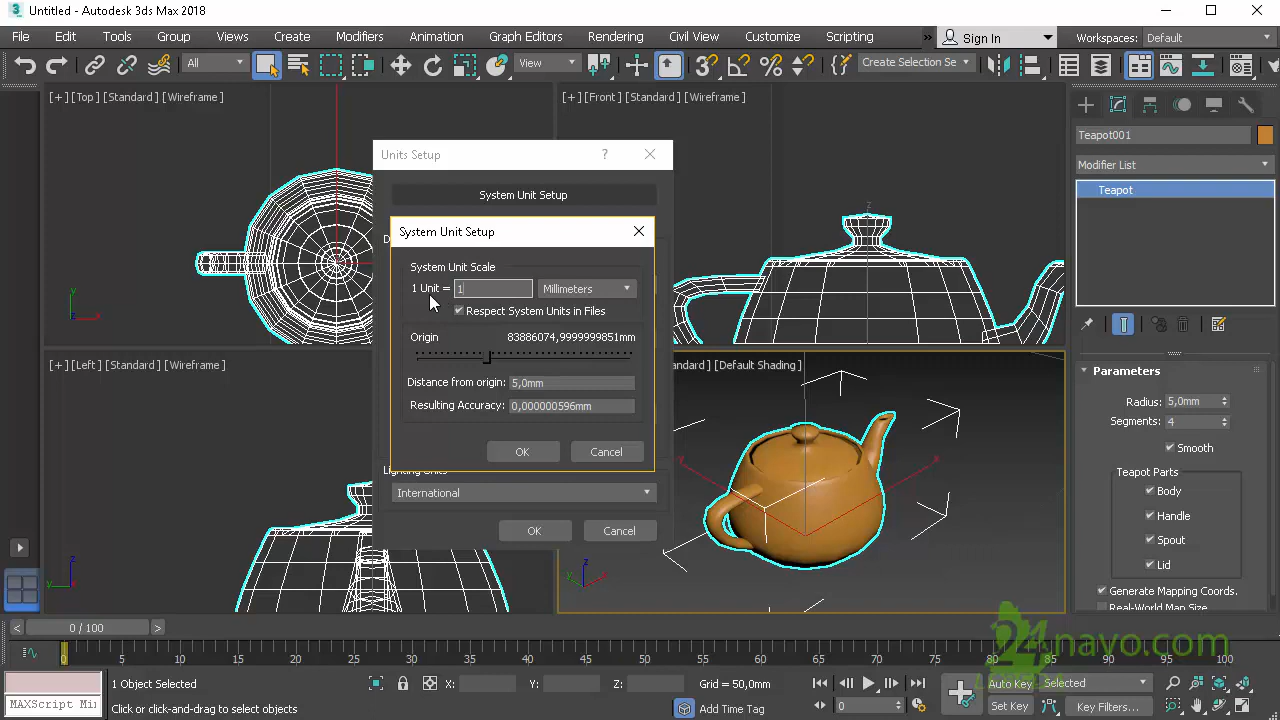 Untitled - Autodesk 3ds Max 2018
File Edit Tools Group Views Create Modifiers Animation Graph Editors Rendering Civil View Customize Scripting » Sign In Workspaces: Default
All View Create Selection Se
[+] [Top] [Standard] [Wireframe]
[+] [Front] [Standard] [Wireframe]
Teapot001
Modifier List
Teapot
Units Setup ?
System Unit Setup
System Unit Setup
System Unit Scale
1 Unit = 1 Millimeters
Respect System Units in Files
Origin 83886074,9999999851mm
Distance from origin: 5,0mm
Resulting Accuracy: 0,000000596mm
OK Cancel
Lighting Units
International
OK Cancel
[+] [Left] [Standard] [Wireframe]
[Default Shading]
Parameters
Radius: 5,0mm
Segments: 4
Smooth
Teapot Parts
Body
Handle
Spout
Lid
Generate Mapping Coords.
Real-World Map Size
z
y
x
24navo.com
< 0 / 100 >
0 5 10 15 20 25 30 35 40 45 50 55 60 65 70 75 80 85 90 95 100
1 Object Selected X: Y: Z: Grid = 50,0mm Auto Key Selected
MAXScript Mi Click or click-and-drag to select objects Add Time Tag 0 Set Key Key Filters...